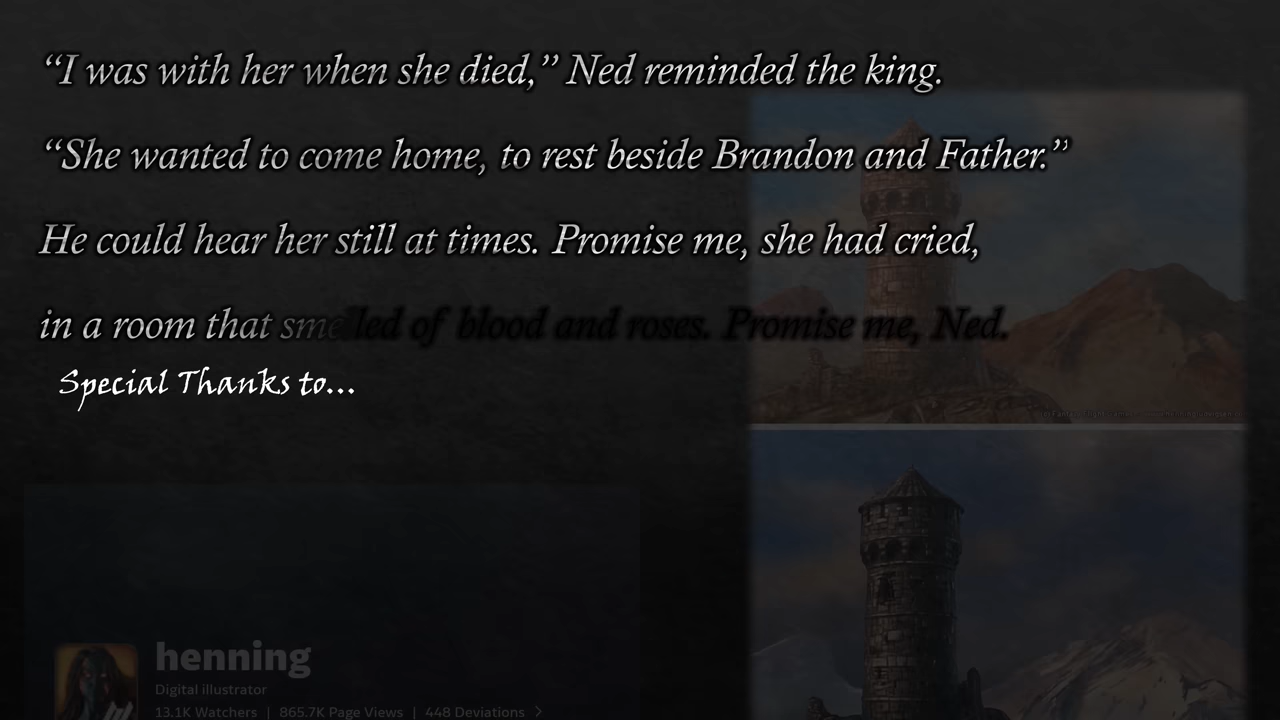 “I was with her when she died,” Ned reminded the king.
“She wanted to come home, to rest beside Brandon and Father.”
He could hear her still at times. Promise me, she had cried,
in a room that smelled of blood and roses. Promise me, Ned.
Special Thanks to...
henning
Digital illustrator
13.1K Watchers | 865.7K Page Views | 448 Deviations >